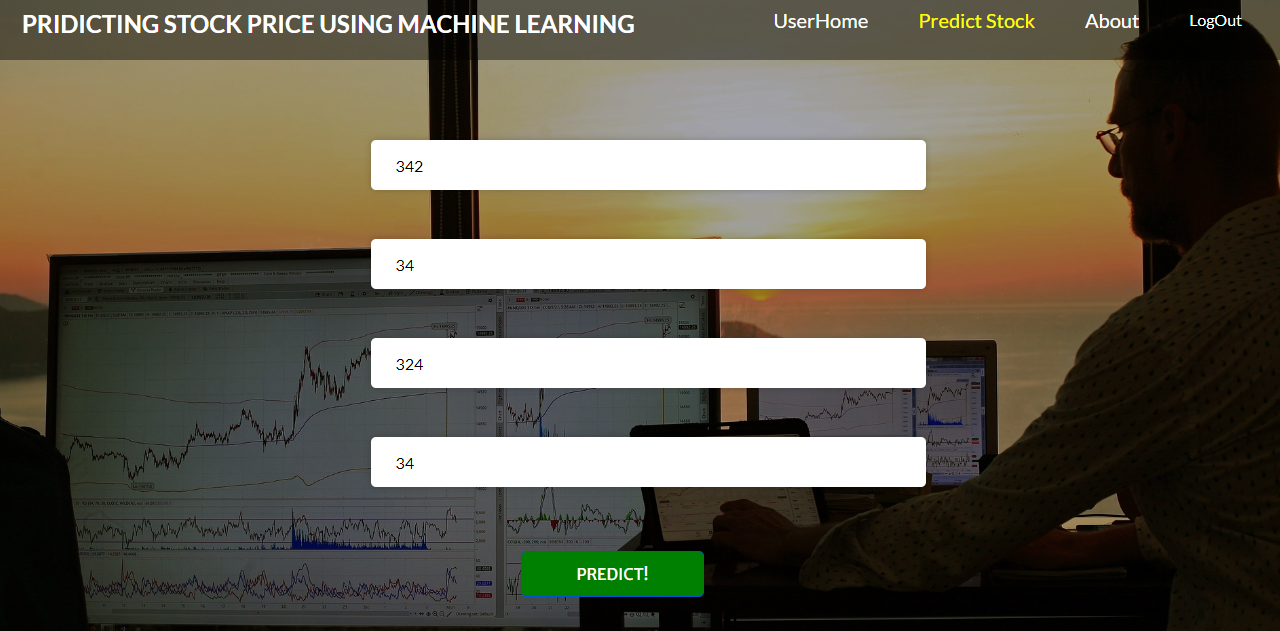 PRIDICTING STOCK PRICE USING MACHINE LEARNING
UserHome Predict Stock About LogOut
342
34
324
34
PREDICT!